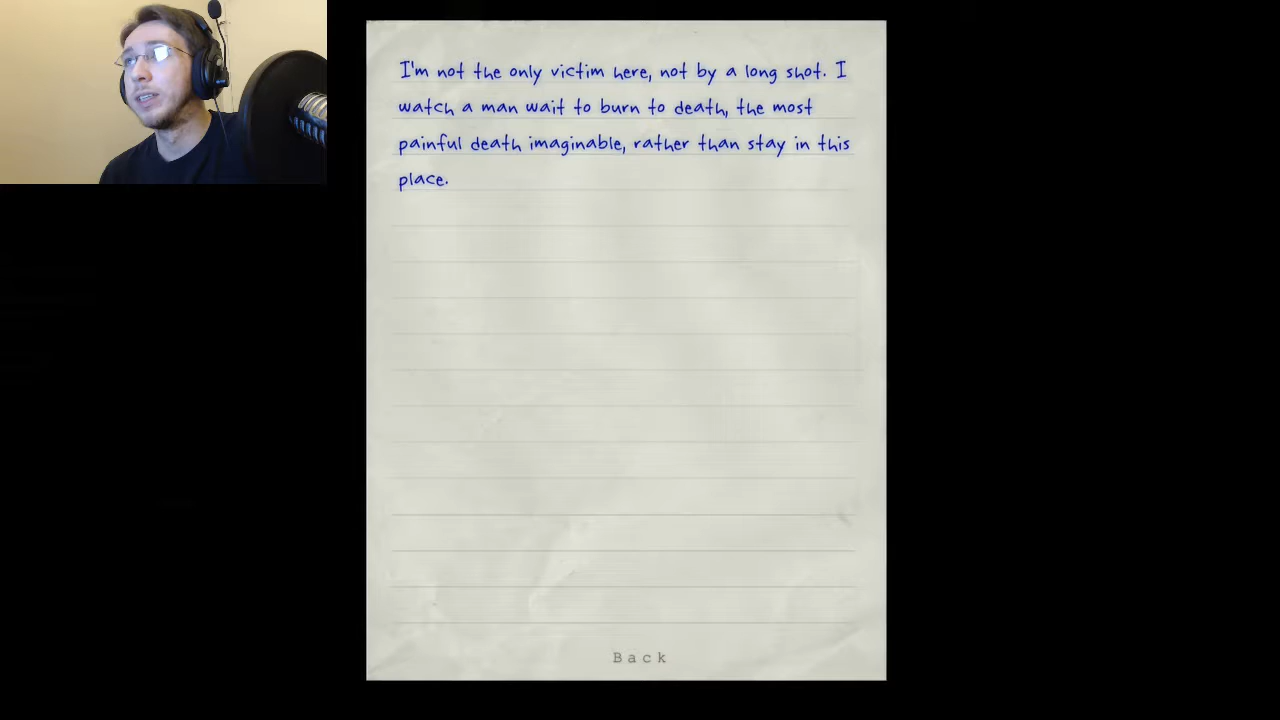 I'm not the only victim here, not by a long shot. I
watch a man wait to burn to death, the most
painful death imaginable, rather than stay in this
place.
Back